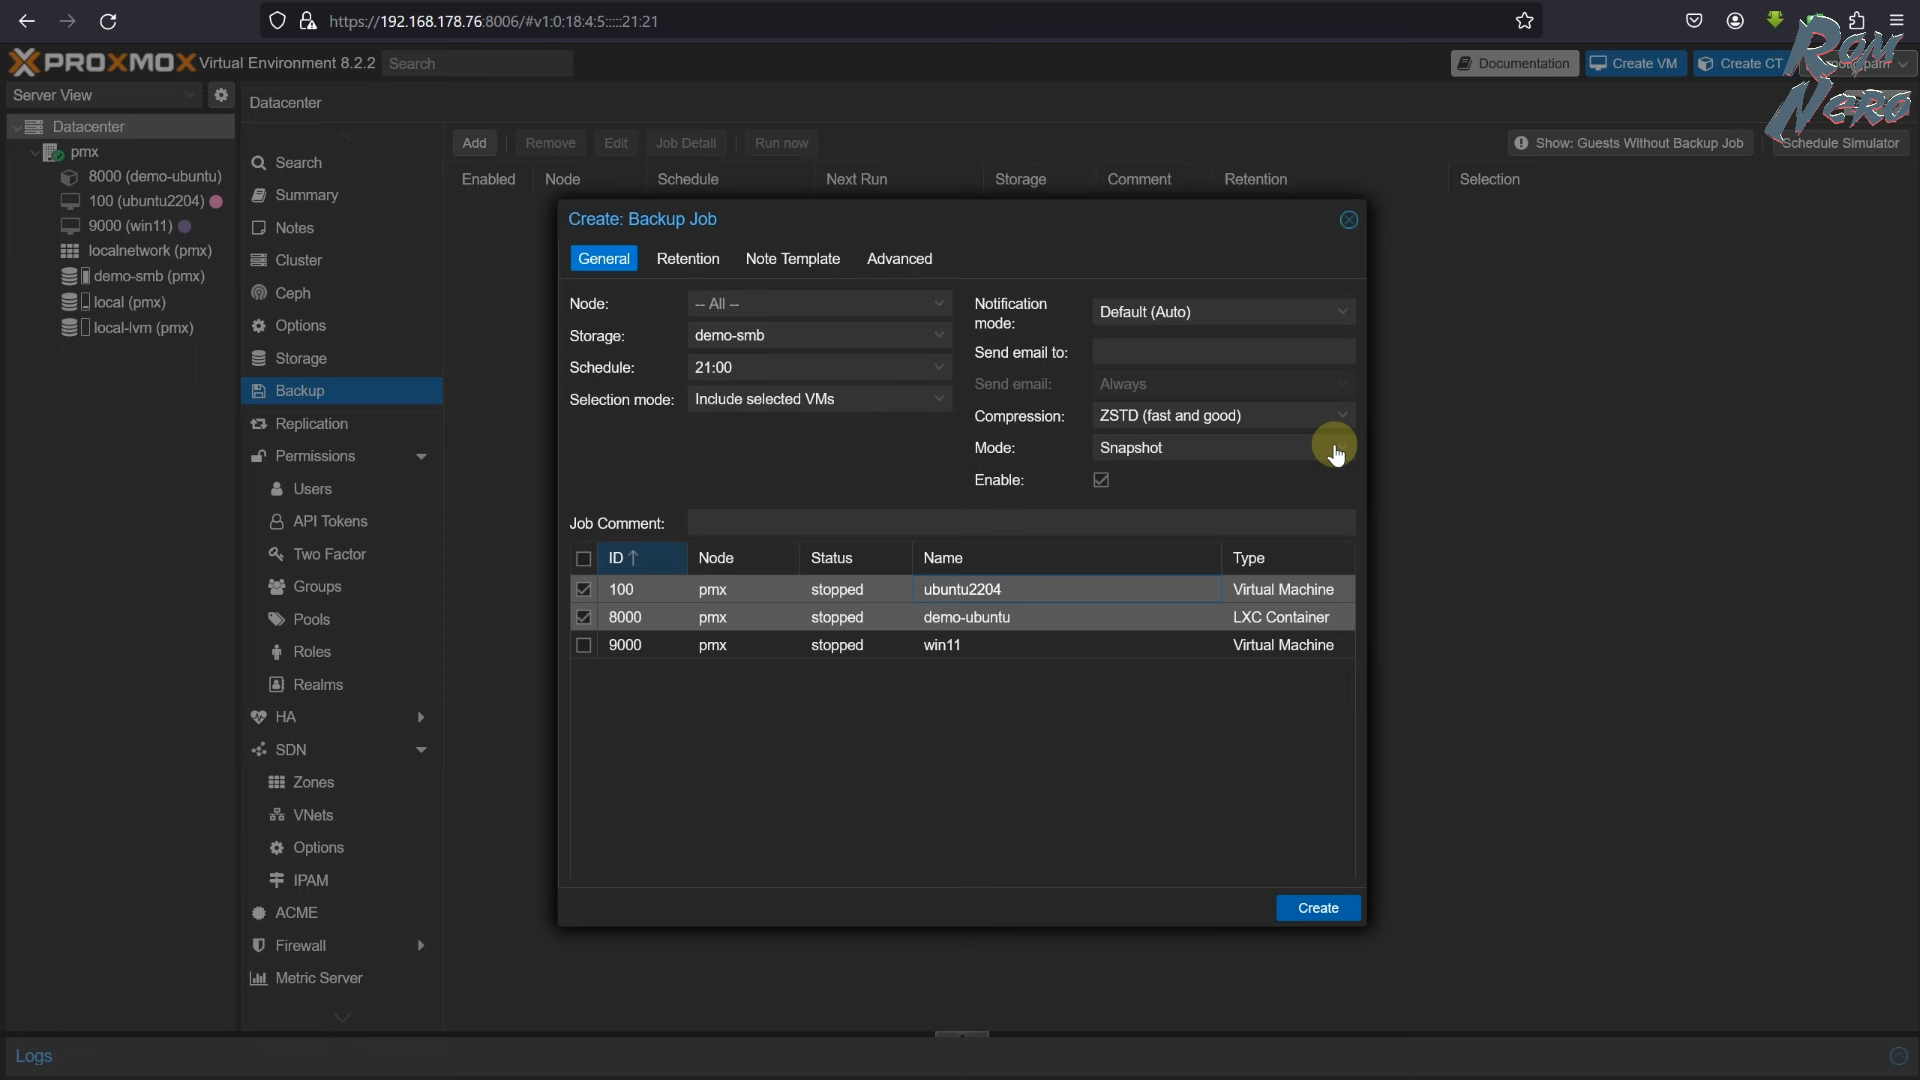 https://192.168.178.76:8006/#v1:0:18:4:5:::::21:21
PROXMOX Virtual Environment 8.2.2 Search
Documentation Create VM Create CT
ROM
NERO
Server View
Datacenter
Datacenter
pmx
8000 (demo-ubuntu)
100 (ubuntu2204)
9000 (win11)
localnetwork (pmx)
demo-smb (pmx)
local (pmx)
local-lvm (pmx)
Search
Summary
Notes
Cluster
Ceph
Options
Storage
Backup
Replication
Permissions
Users
API Tokens
Two Factor
Groups
Pools
Roles
Realms
HA
SDN
Zones
VNets
Options
IPAM
ACME
Firewall
Metric Server
Add Remove Edit Job Detail Run now Show: Guests Without Backup Job Schedule Simulator
Enabled Node Schedule Next Run Storage Comment Retention Selection
Create: Backup Job
General Retention Note Template Advanced
Node: -- All --
Storage: demo-smb
Schedule: 21:00
Selection mode: Include selected VMs
Notification mode: Default (Auto)
Send email to:
Send email: Always
Compression: ZSTD (fast and good)
Mode: Snapshot
Enable:
Job Comment:
ID Node Status Name Type
100 pmx stopped ubuntu2204 Virtual Machine
8000 pmx stopped demo-ubuntu LXC Container
9000 pmx stopped win11 Virtual Machine
Create
Logs